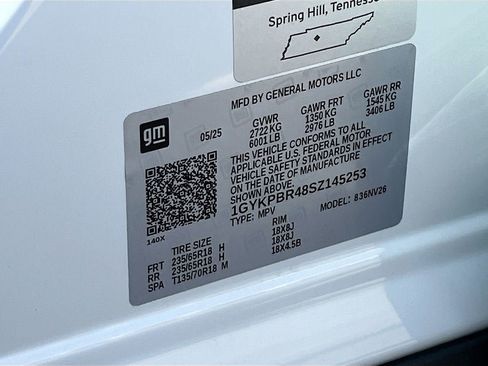 Spring Hill, Tennesse
MFD BY GENERAL MOTORS LLC
gm
05/25
GVWR GAWR FRT GAWR RR
2722 KG 1350 KG 1545 KG
6001 LB 2976 LB 3406 LB
THIS VEHICLE CONFORMS TO ALL
APPLICABLE U.S. FEDERAL MOTOR
VEHICLE SAFETY STANDARDS IN EFFECT
ON THE DATE OF MANUFACTURE
1GYKPBR48SZ145253
TYPE: MPV MODEL: 836NV26
140X
TIRE SIZE RIM
FRT 235/65R18 H 18X8J
RR 235/65R18 H 18X8J
SPA T135/70R18 M 18X4.5B